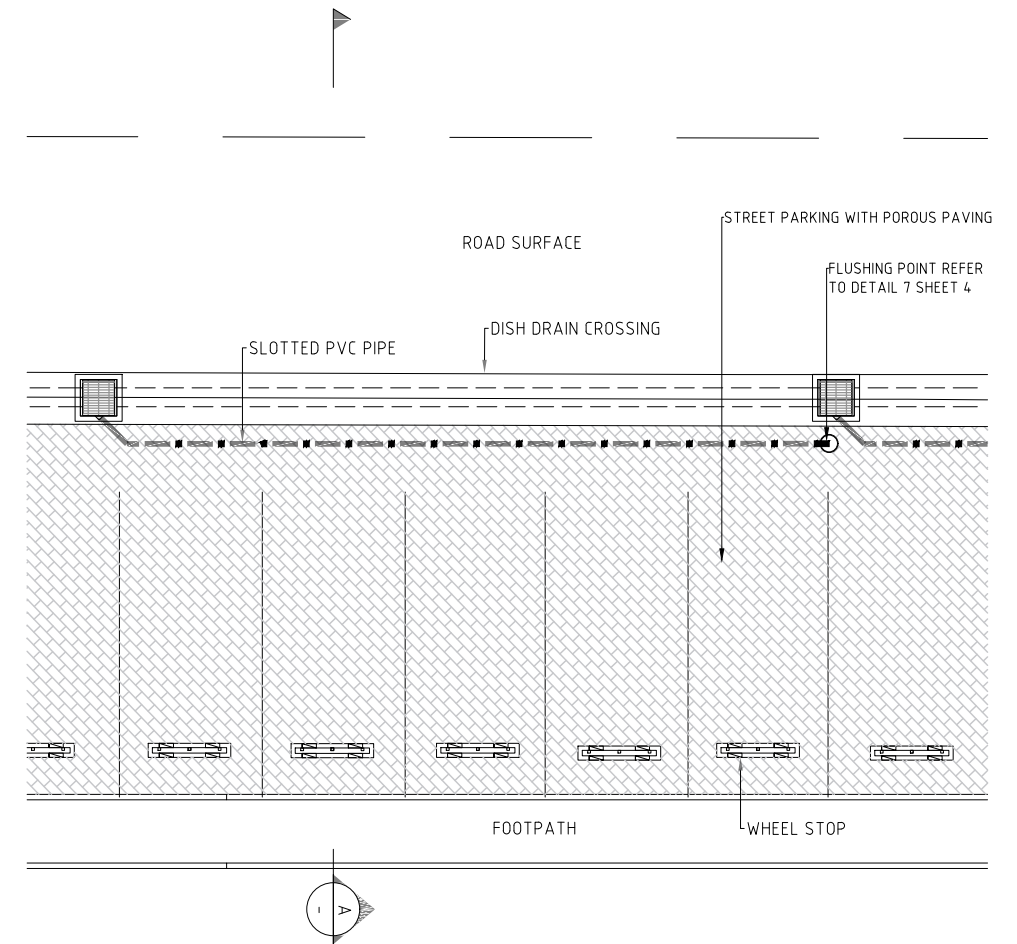 STREET PARKING WITH POROUS PAVING
ROAD SURFACE
FLUSHING POINT REFER
TO DETAIL 7 SHEET 4
DISH DRAIN CROSSING
SLOTTED PVC PIPE
FOOTPATH
WHEEL STOP
A
-